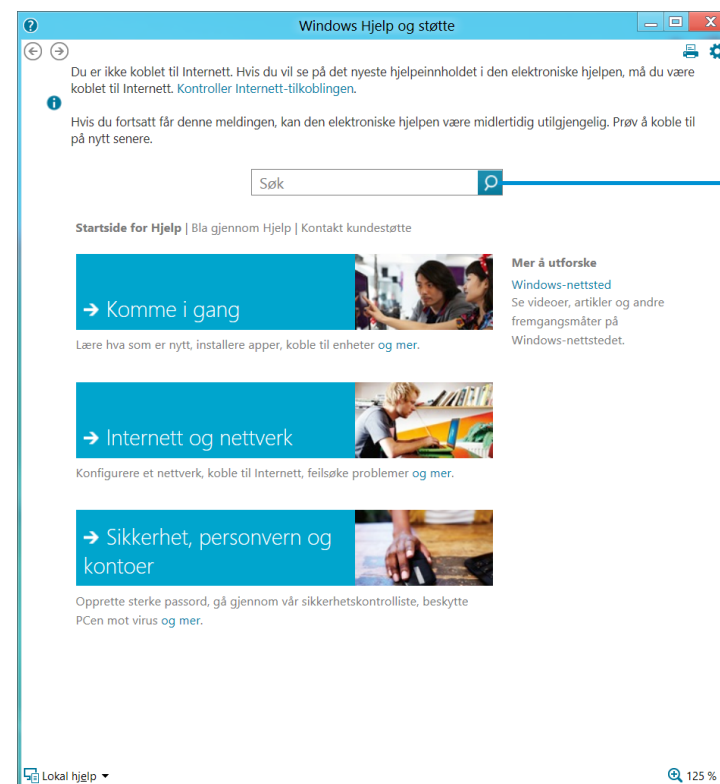 Windows Hjelp og støtte
Du er ikke koblet til Internett. Hvis du vil se på det nyeste hjelpeinnholdet i den elektroniske hjelpen, må du være
koblet til Internett. Kontroller Internett-tilkoblingen.
Hvis du fortsatt får denne meldingen, kan den elektroniske hjelpen være midlertidig utilgjengelig. Prøv å koble til
på nytt senere.
Søk
Startside for Hjelp | Bla gjennom Hjelp | Kontakt kundestøtte
Komme i gang
Lære hva som er nytt, installere apper, koble til enheter og mer.
Internett og nettverk
Konfigurere et nettverk, koble til Internett, feilsøke problemer og mer.
Sikkerhet, personvern og
kontoer
Opprette sterke passord, gå gjennom vår sikkerhetskontrolliste, beskytte
PCen mot virus og mer.
Mer å utforske
Windows-nettsted
Se videoer, artikler og andre
fremgangsmåter på
Windows-nettstedet.
Lokal hjelp
125 %